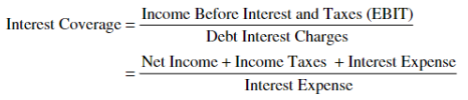 Interest Coverage = Income Before Interest and Taxes (EBIT) / Debt Interest Charges
= Net Income + Income Taxes + Interest Expense / Interest Expense